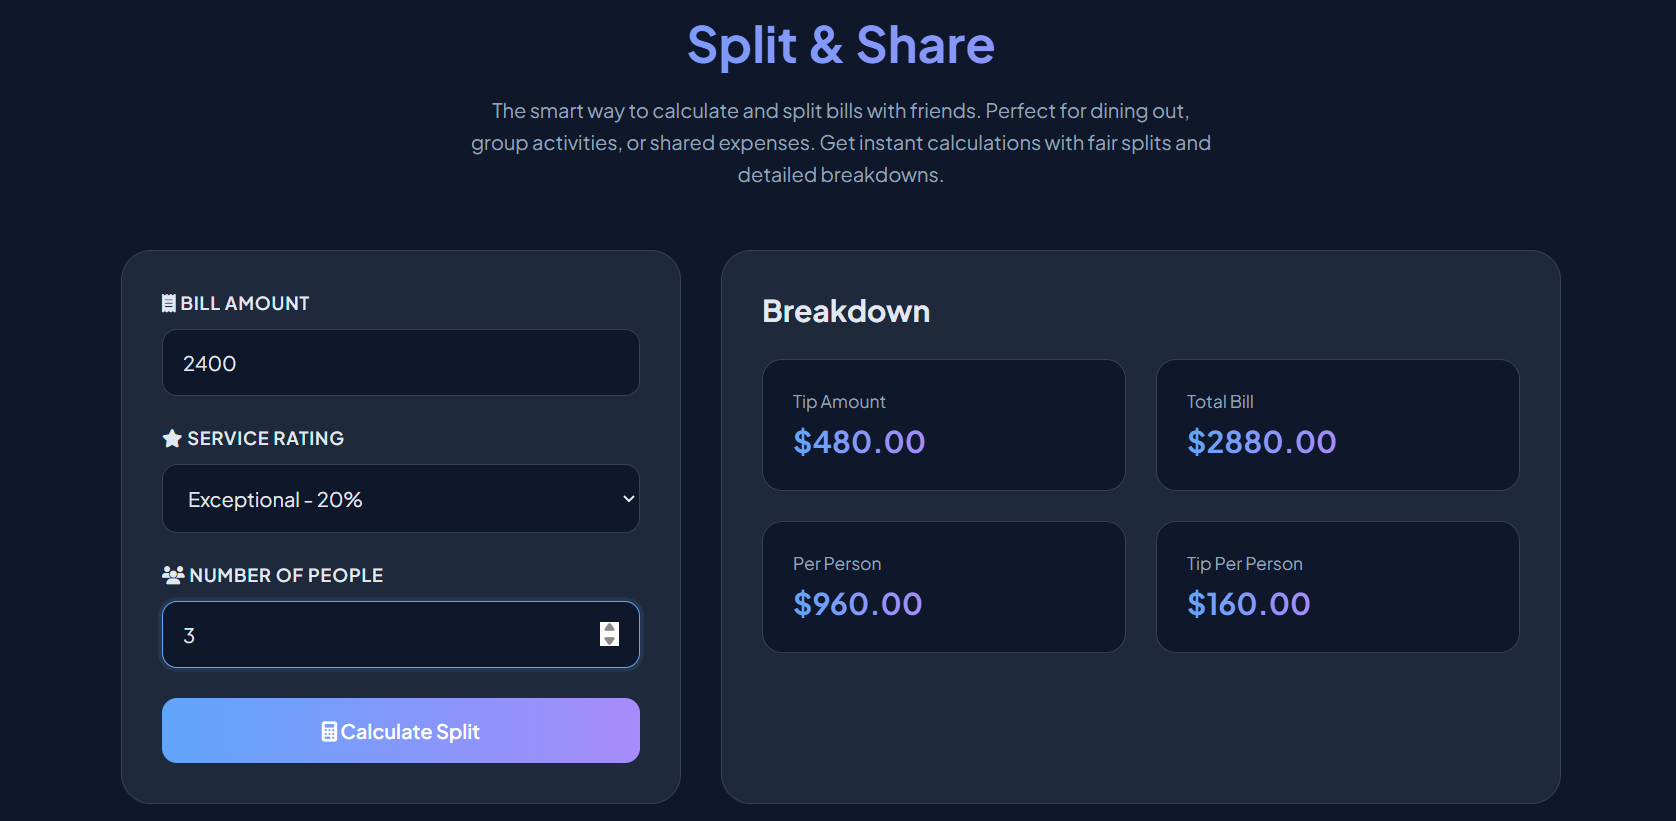 Split & Share
The smart way to calculate and split bills with friends. Perfect for dining out,
group activities, or shared expenses. Get instant calculations with fair splits and
detailed breakdowns.
BILL AMOUNT
2400
SERVICE RATING
Exceptional - 20%
NUMBER OF PEOPLE
3
Calculate Split
Breakdown
Tip Amount
$480.00
Total Bill
$2880.00
Per Person
$960.00
Tip Per Person
$160.00